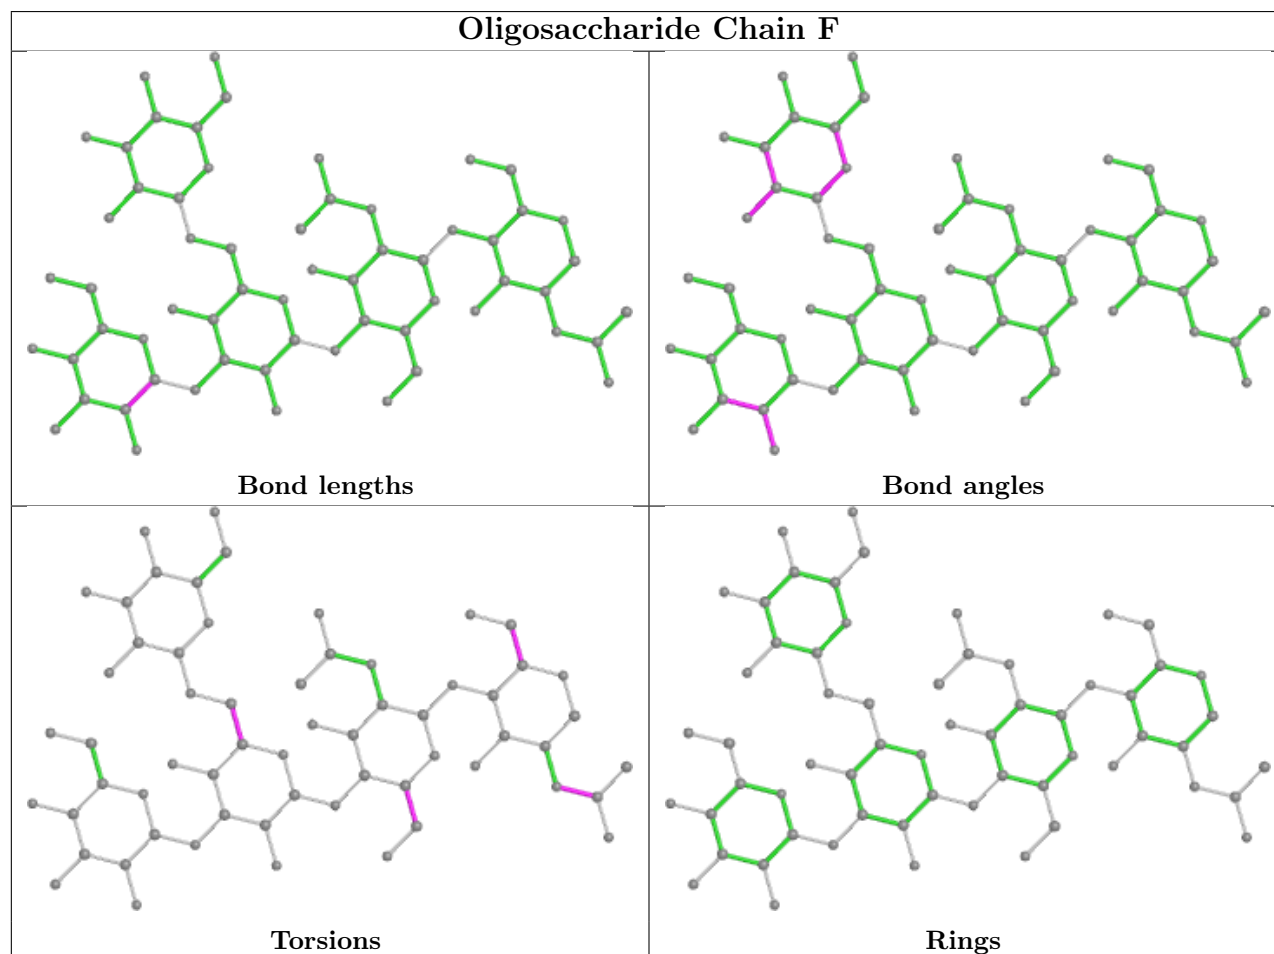 Oligosaccharide Chain F
Bond lengths
Bond angles
Torsions
Rings